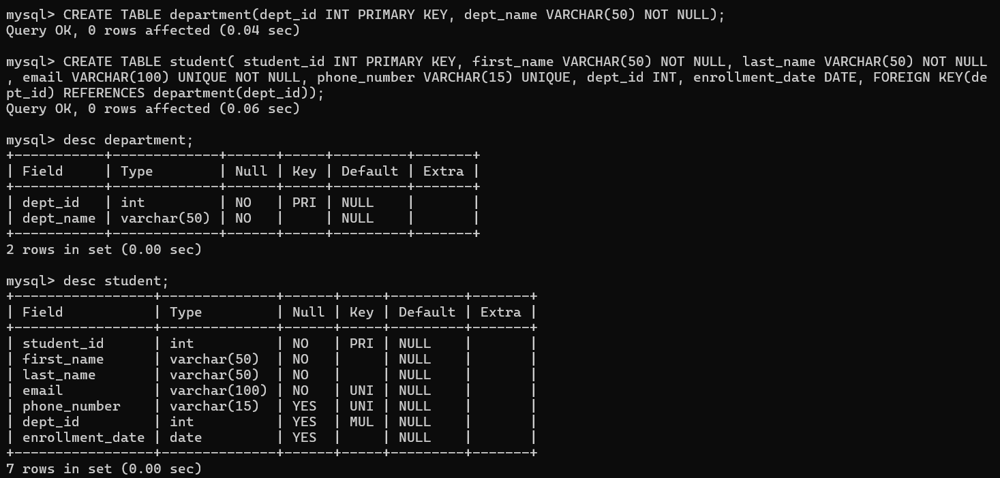 mysql> CREATE TABLE department(dept_id INT PRIMARY KEY, dept_name VARCHAR(50) NOT NULL);
Query OK, 0 rows affected (0.04 sec)

mysql> CREATE TABLE student( student_id INT PRIMARY KEY, first_name VARCHAR(50) NOT NULL, last_name VARCHAR(50) NOT NULL
, email VARCHAR(100) UNIQUE NOT NULL, phone_number VARCHAR(15) UNIQUE, dept_id INT, enrollment_date DATE, FOREIGN KEY(de
pt_id) REFERENCES department(dept_id));
Query OK, 0 rows affected (0.06 sec)

mysql> desc department;
+-----------+-------------+------+-----+---------+-------+
| Field     | Type        | Null | Key | Default | Extra |
+-----------+-------------+------+-----+---------+-------+
| dept_id   | int         | NO   | PRI | NULL    |       |
| dept_name | varchar(50) | NO   |     | NULL    |       |
+-----------+-------------+------+-----+---------+-------+
2 rows in set (0.00 sec)

mysql> desc student;
+-----------------+--------------+------+-----+---------+-------+
| Field           | Type         | Null | Key | Default | Extra |
+-----------------+--------------+------+-----+---------+-------+
| student_id      | int          | NO   | PRI | NULL    |       |
| first_name      | varchar(50)  | NO   |     | NULL    |       |
| last_name       | varchar(50)  | NO   |     | NULL    |       |
| email           | varchar(100) | NO   | UNI | NULL    |       |
| phone_number    | varchar(15)  | YES  | UNI | NULL    |       |
| dept_id         | int          | YES  | MUL | NULL    |       |
| enrollment_date | date         | YES  |     | NULL    |       |
+-----------------+--------------+------+-----+---------+-------+
7 rows in set (0.00 sec)